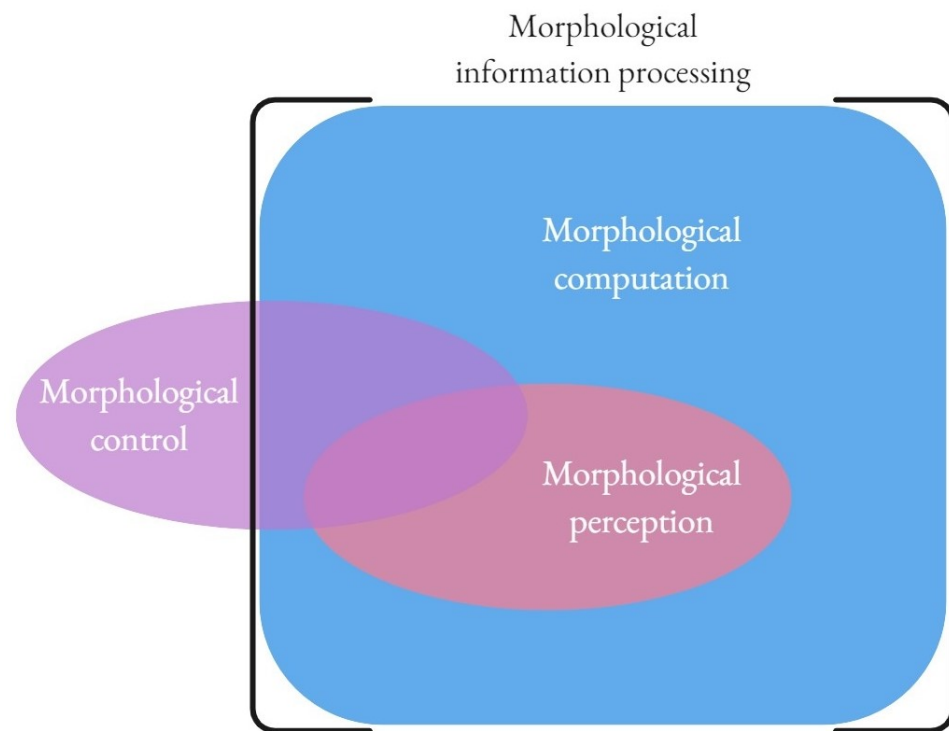 Morphological
information processing
Morphological
computation
Morphological
control
Morphological
perception